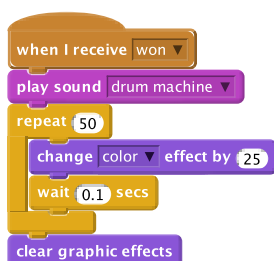 when I receive won
play sound drum machine
repeat 50
change color effect by 25
wait 0.1 secs
clear graphic effects